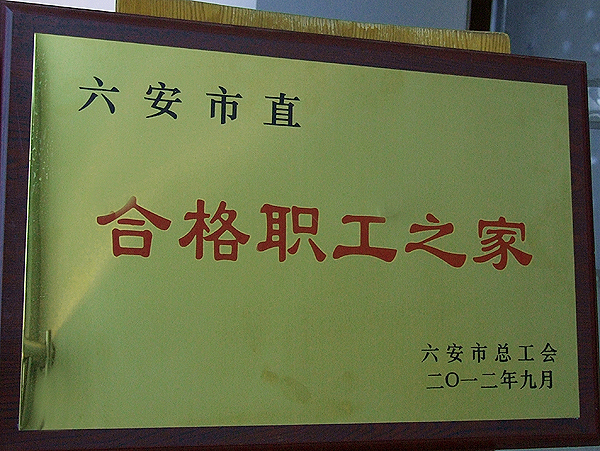 六安市直
合格职工之家
六安市总工会
二〇一二年九月